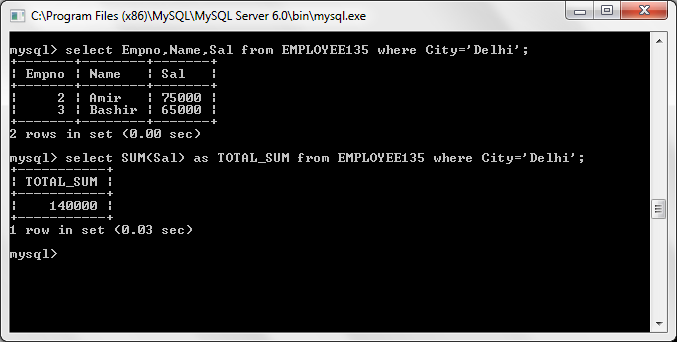 C:\Program Files (x86)\MySQL\MySQL Server 6.0\bin\mysql.exe
mysql> select Empno,Name,Sal from EMPLOYEE135 where City='Delhi';
+-------+--------+-------+
| Empno | Name   | Sal   |
+-------+--------+-------+
|     2 | Amir   | 75000 |
|     3 | Bashir | 65000 |
+-------+--------+-------+
2 rows in set (0.00 sec)
mysql> select SUM(Sal) as TOTAL_SUM from EMPLOYEE135 where City='Delhi';
+-----------+
| TOTAL_SUM |
+-----------+
|    140000 |
+-----------+
1 row in set (0.03 sec)
mysql>